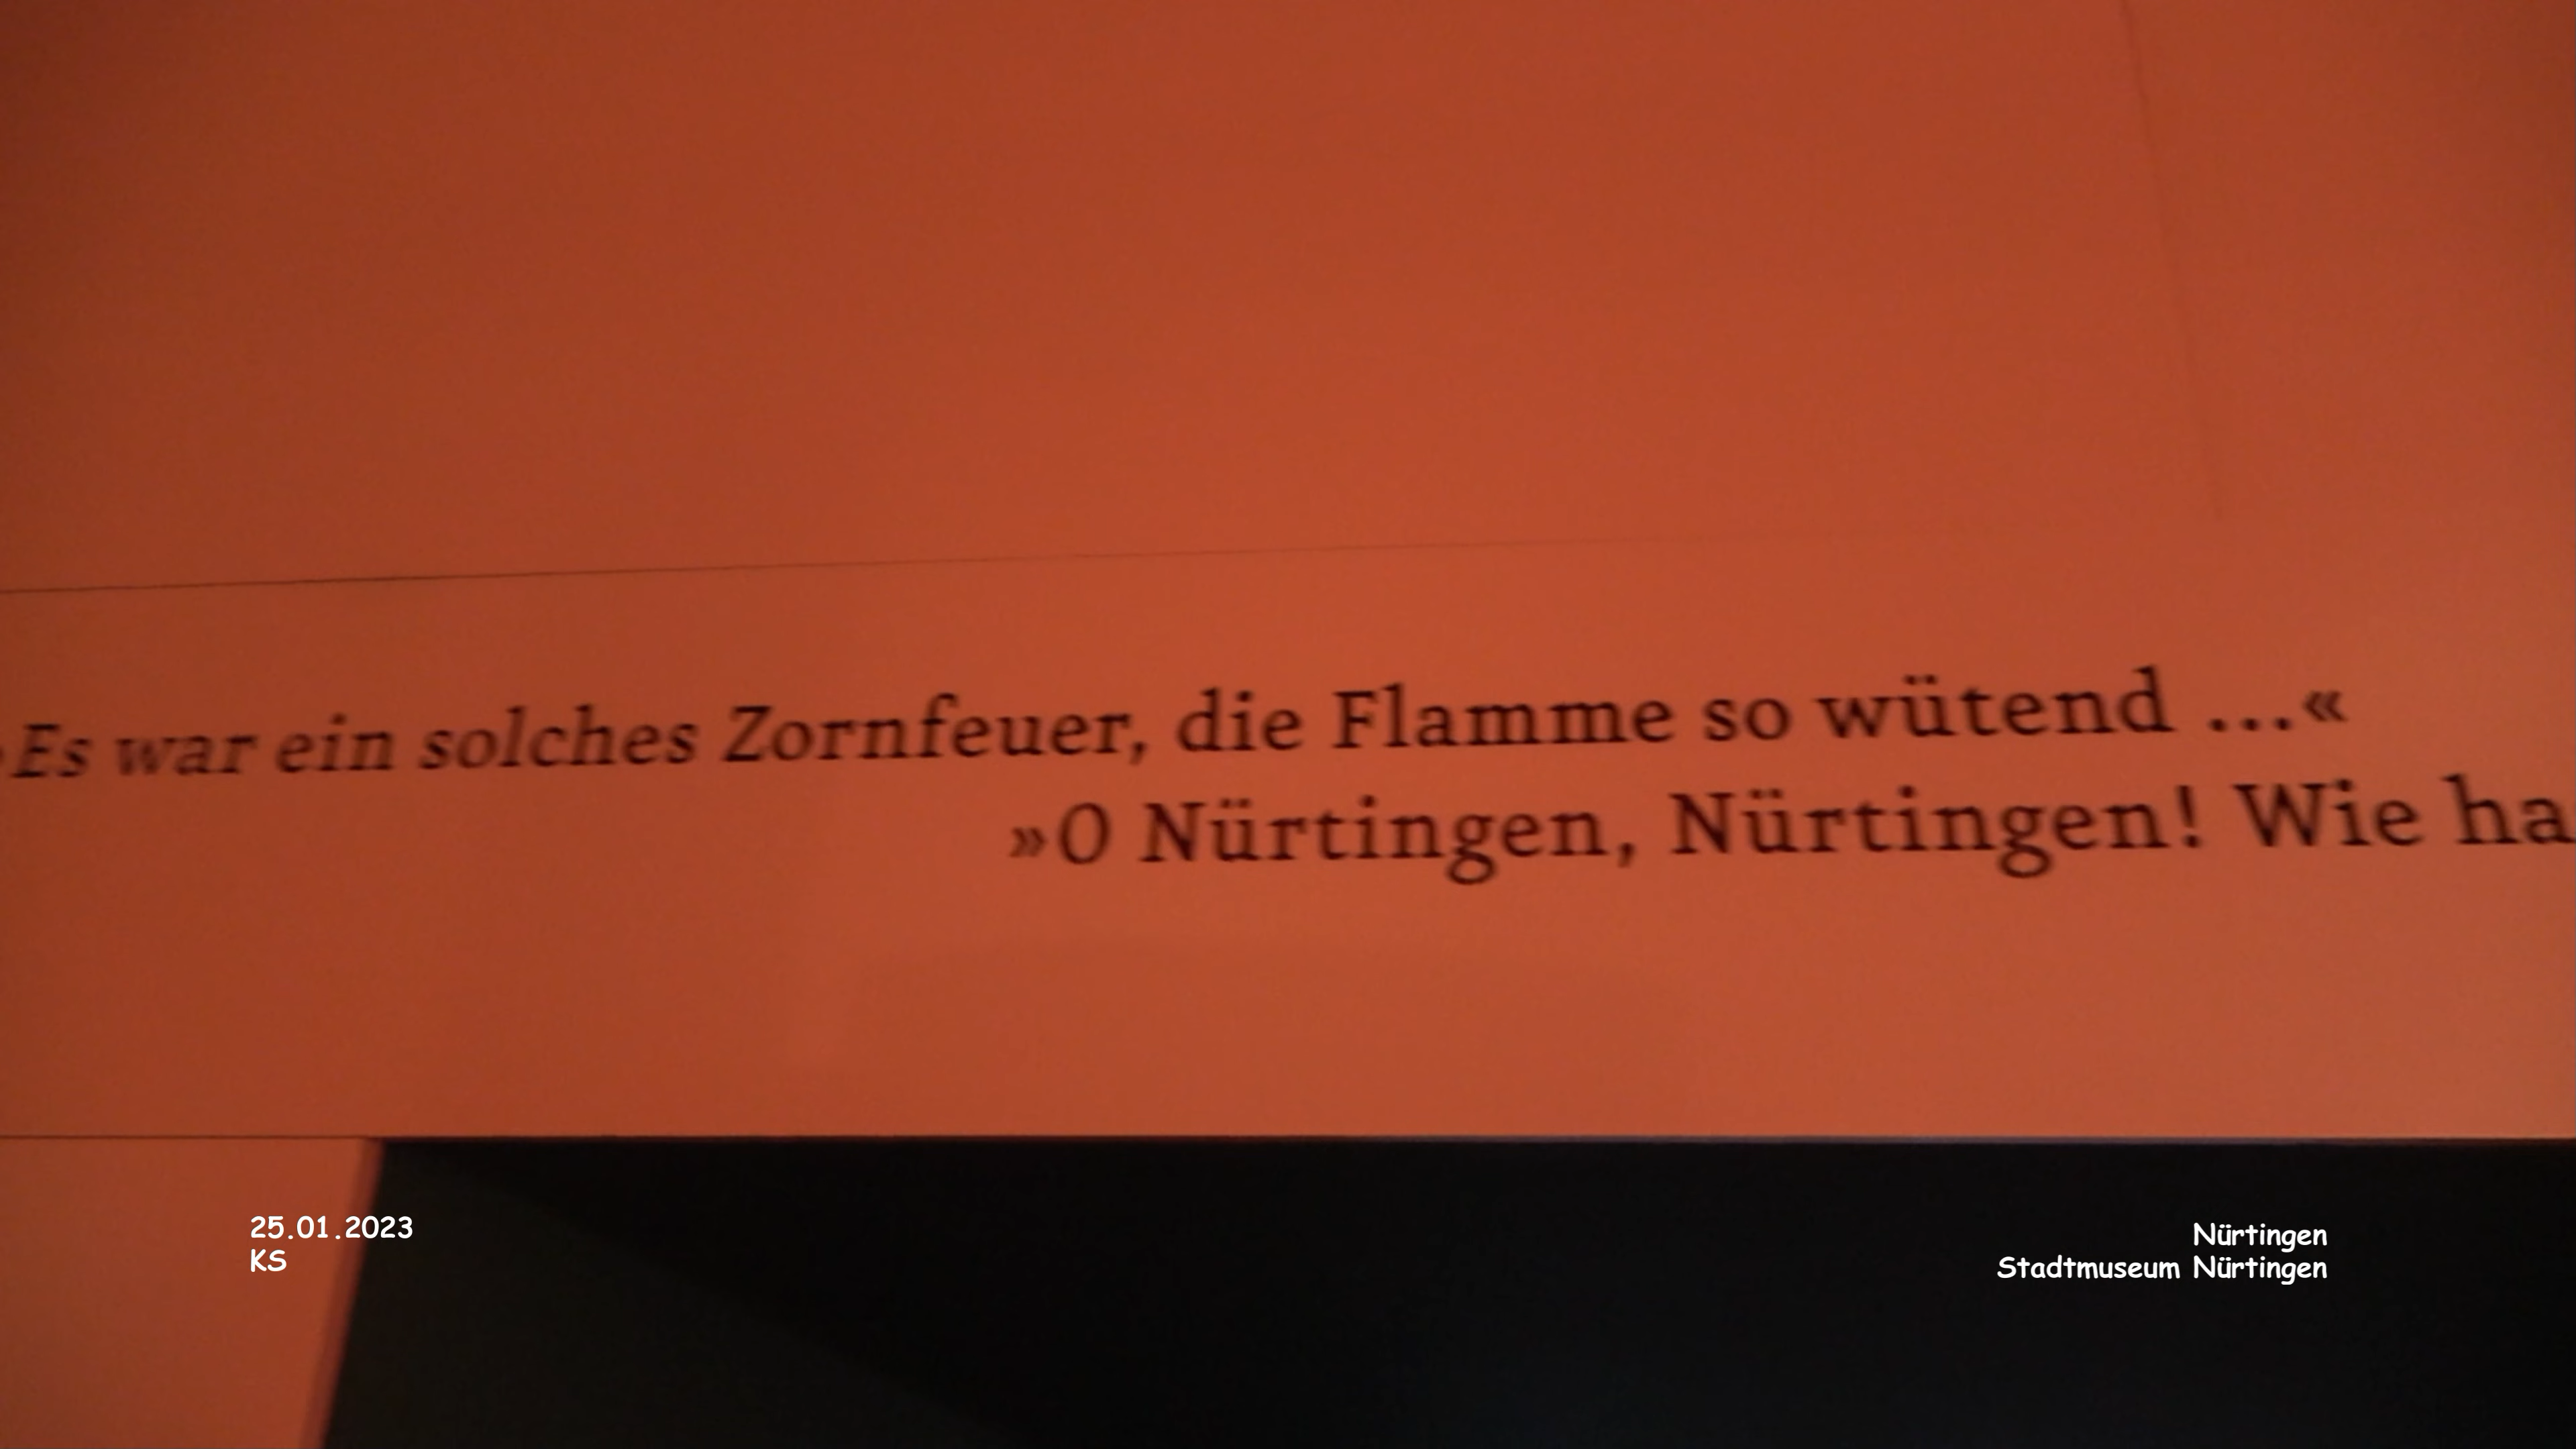 »Es war ein solches Zornfeuer, die Flamme so wütend ...«
»O Nürtingen, Nürtingen! Wie ha
25.01.2023
KS
Nürtingen
Stadtmuseum Nürtingen